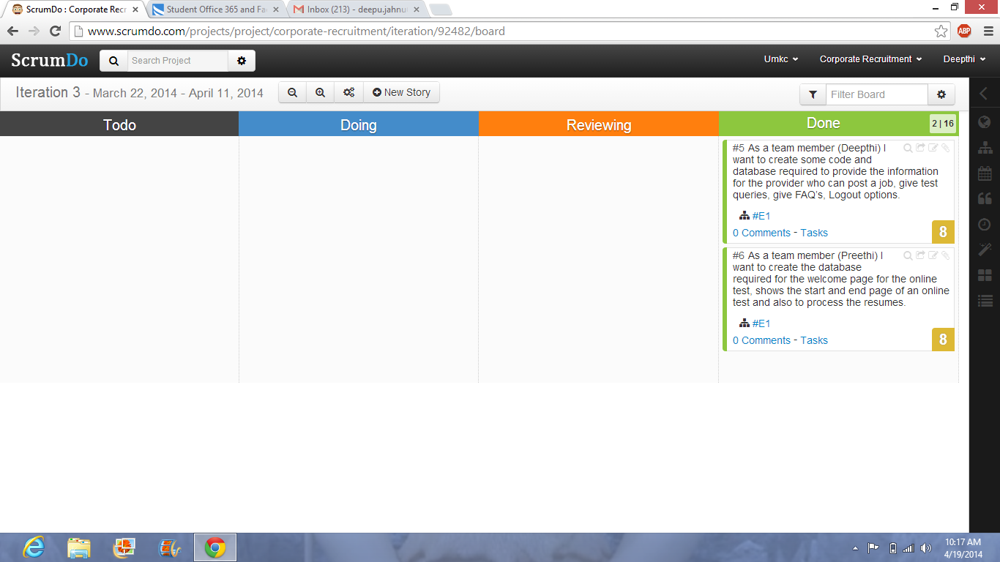 ScrumDo : Corporate Recr
Student Office 365 and Fa
Inbox (213) - deepu.jahnu
www.scrumdo.com/projects/project/corporate-recruitment/iteration/92482/board
ABP
ScrumDo
Search Project
Umkc
Corporate Recruitment
Deepthi
Iteration 3 - March 22, 2014 - April 11, 2014
New Story
Filter Board
Todo
Doing
Reviewing
Done
2 | 16
#5 As a team member (Deepthi) I
want to create some code and
database required to provide the information
for the provider who can post a job, give test
queries, give FAQ's, Logout options.
#E1
0 Comments - Tasks
8
#6 As a team member (Preethi) I
want to create the database
required for the welcome page for the online
test, shows the start and end page of an online
test and also to process the resumes.
#E1
0 Comments - Tasks
8
10:17 AM
4/19/2014